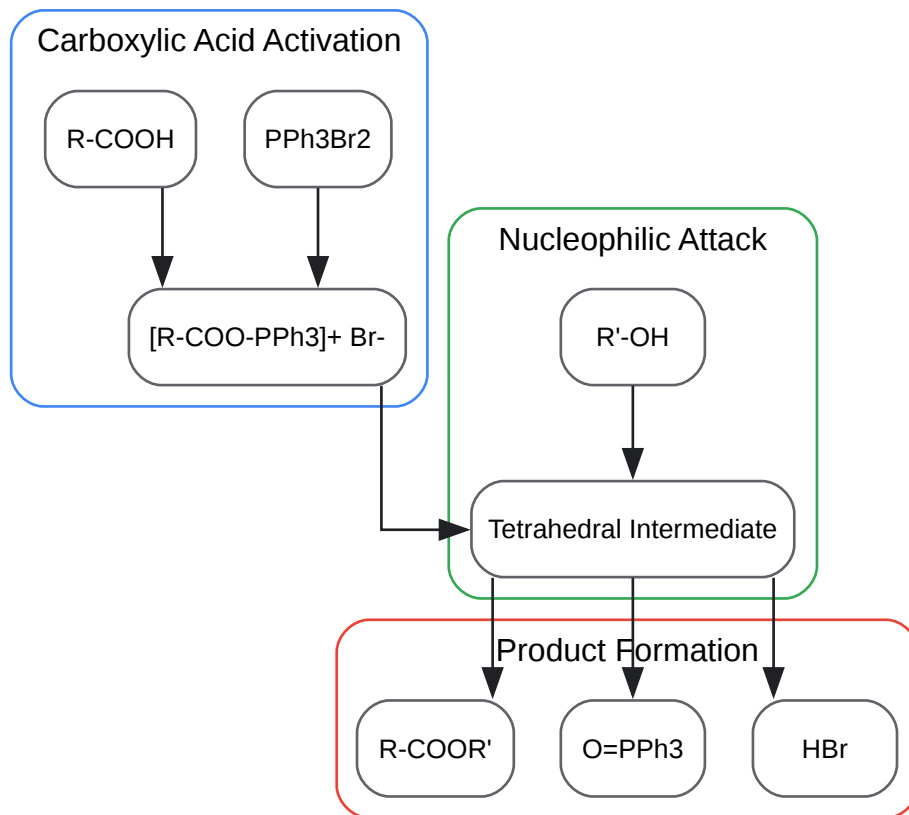 Carboxylic Acid Activation
R-COOH
PPh3Br2
[R-COO-PPh3]+ Br-
Nucleophilic Attack
R'-OH
Tetrahedral Intermediate
Product Formation
R-COOR'
O=PPh3
HBr